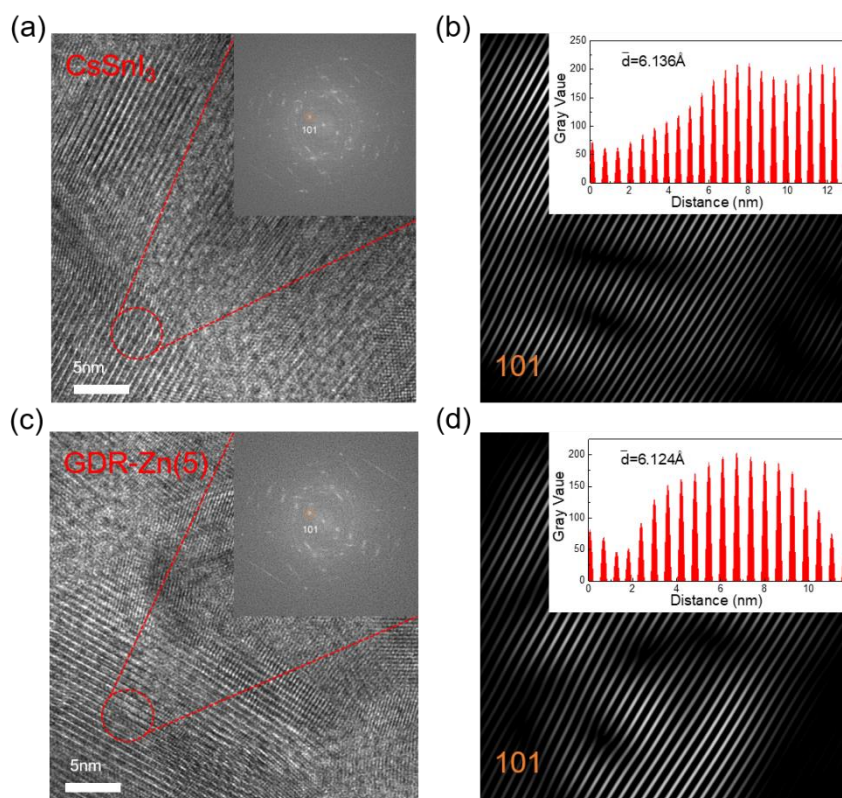 (a)
CsSnI₃
101
5nm
(b)
250
200
150
100
50
0
Gray Vaue
d̄=6.136Å
0 2 4 6 8 10 12
Distance (nm)
101
(c)
GDR-Zn(5)
101
5nm
(d)
200
150
100
50
0
Gray Vaue
d̄=6.124Å
0 2 4 6 8 10
Distance (nm)
101